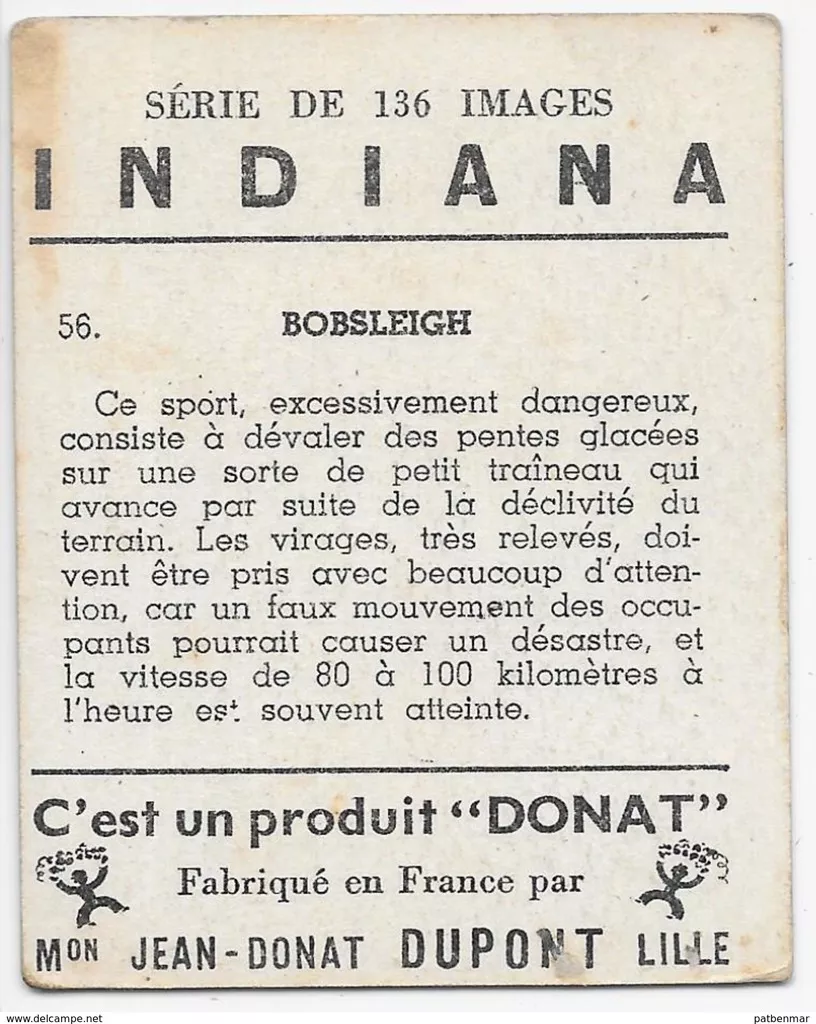 SÉRIE DE 136 IMAGES
INDIANA
56. BOBSLEIGH
Ce sport, excessivement dangereux,
consiste à dévaler des pentes glacées
sur une sorte de petit traîneau qui
avance par suite de la déclivité du
terrain. Les virages, très relevés, doi-
vent être pris avec beaucoup d'atten-
tion, car un faux mouvement des occu-
pants pourrait causer un désastre, et
la vitesse de 80 à 100 kilomètres à
l'heure est souvent atteinte.
C'est un produit "DONAT"
Fabriqué en France par
MON JEAN-DONAT DUPONT LILLE
delcampe.net
patbenmar